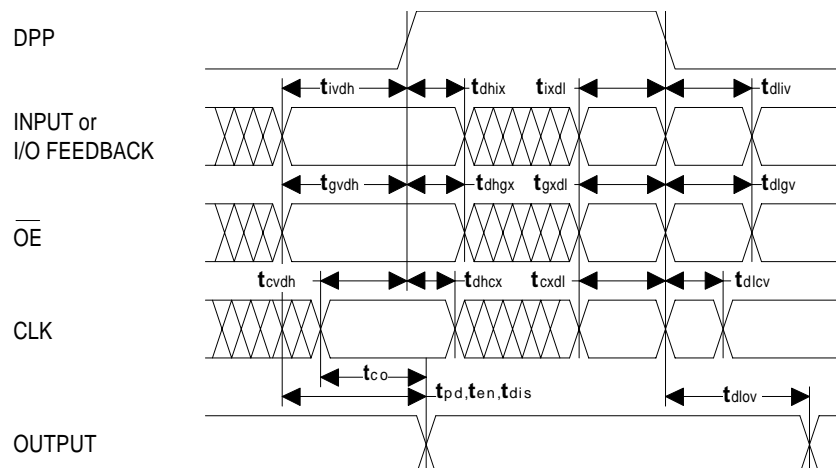 DPP
tivdh tdhix tixdl tdliv
INPUT or
I/O FEEDBACK
tgvdh tdhgx tgxdl tdlgv
OE
tcvdh tdhcx tcxdl tdlcv
CLK
tco
tpd,ten,tdis
tdlov
OUTPUT